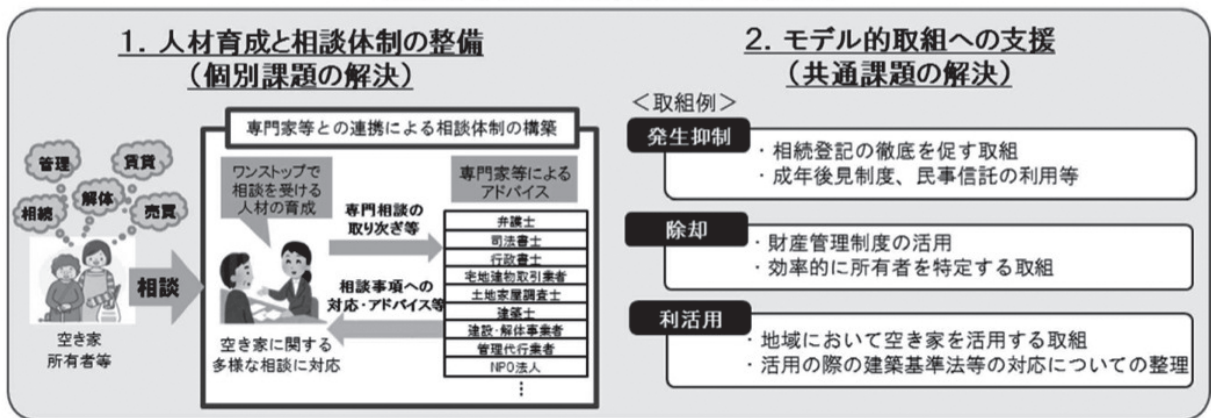 1. 人材育成と相談体制の整備
（個別課題の解決）
専門家等との連携による相談体制の構築
管理
賃貸
解体
相続
売買
空き家
所有者等
相談
ワンストップで
相談を受ける
人材の育成
専門相談の
取り次ぎ等
相談事項への
対応・アドバイス等
空き家に関する
多様な相談に対応
専門家等による
アドバイス
弁護士
司法書士
行政書士
宅地建物取引業者
土地家屋調査士
建築士
建設・解体事業者
管理代行業者
NPO法人
⋮
2. モデル的取組への支援
（共通課題の解決）
＜取組例＞
発生抑制
・相続登記の徹底を促す取組
・成年後見制度、民事信託の利用等
除却
・財産管理制度の活用
・効率的に所有者を特定する取組
利活用
・地域において空き家を活用する取組
・活用の際の建築基準法等の対応についての整理